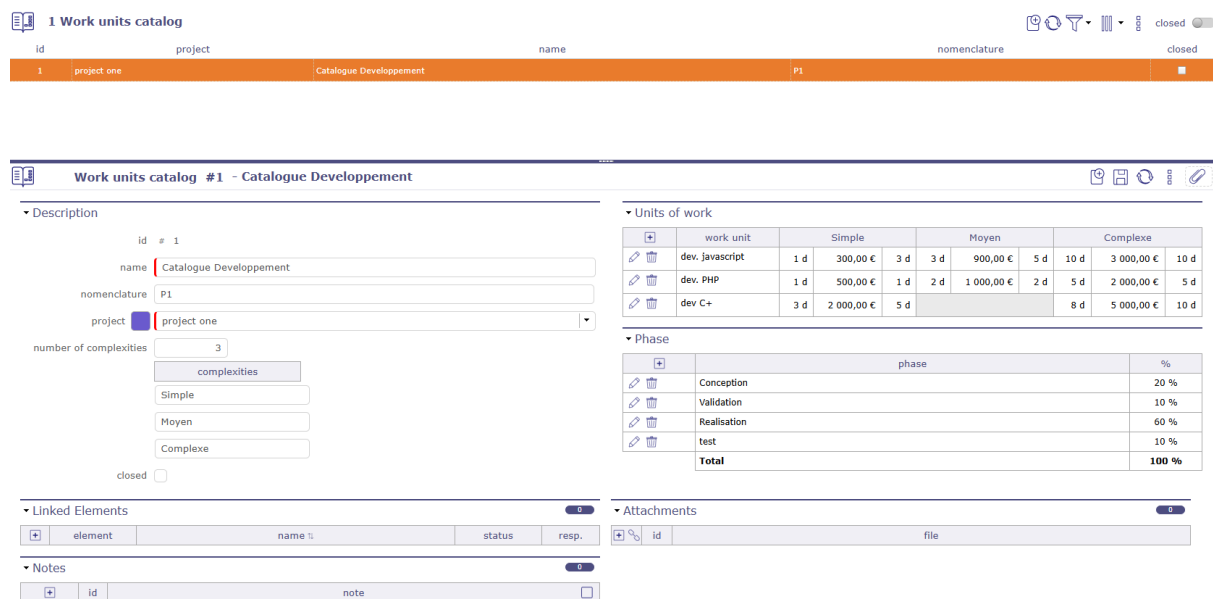 1 Work units catalog
closed
id project name nomenclature closed
1 project one Catalogue Developpement P1
Work units catalog #1 - Catalogue Developpement
Description
id # 1
name Catalogue Developpement
nomenclature P1
project project one
number of complexities 3
complexities
Simple
Moyen
Complexe
closed
Units of work
work unit Simple Moyen Complexe
dev. javascript 1 d 300,00 € 3 d 3 d 900,00 € 5 d 10 d 3 000,00 € 10 d
dev. PHP 1 d 500,00 € 1 d 2 d 1 000,00 € 2 d 5 d 2 000,00 € 5 d
dev C+ 3 d 2 000,00 € 5 d 8 d 5 000,00 € 10 d
Phase
phase %
Conception 20 %
Validation 10 %
Realisation 60 %
test 10 %
Total 100 %
Linked Elements 0
element name status resp.
Attachments 0
id file
Notes 0
id note